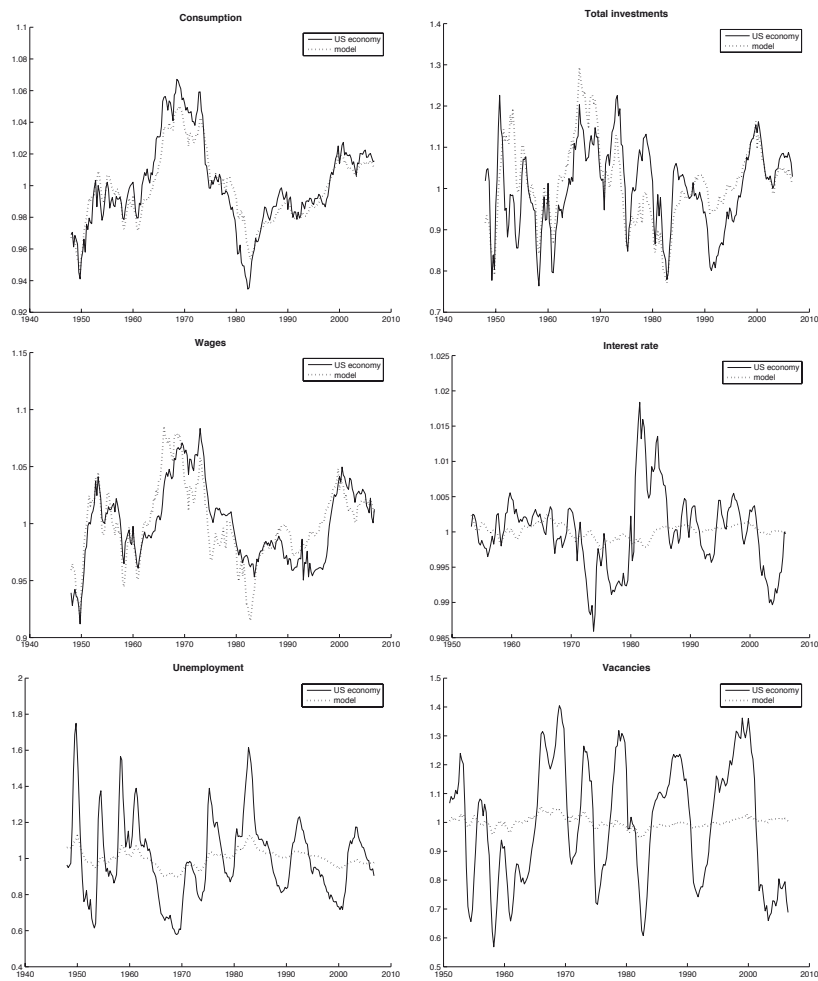 Consumption
1.1
1.08
1.06
1.04
1.02
1
0.98
0.96
0.94
0.92
1940 1950 1960 1970 1980 1990 2000 2010
US economy
model
Total investments
1.4
1.3
1.2
1.1
1
0.9
0.8
0.7
1940 1950 1960 1970 1980 1990 2000 2010
US economy
model
Wages
1.15
1.1
1.05
1
0.95
0.9
1940 1950 1960 1970 1980 1990 2000 2010
US economy
model
Interest rate
1.025
1.02
1.015
1.01
1.005
1
0.995
0.99
0.985
1950 1960 1970 1980 1990 2000 2010
US economy
model
Unemployment
2
1.8
1.6
1.4
1.2
1
0.8
0.6
0.4
1940 1950 1960 1970 1980 1990 2000 2010
US economy
model
Vacancies
1.5
1.4
1.3
1.2
1.1
1
0.9
0.8
0.7
0.6
0.5
1950 1960 1970 1980 1990 2000 2010
US economy
model